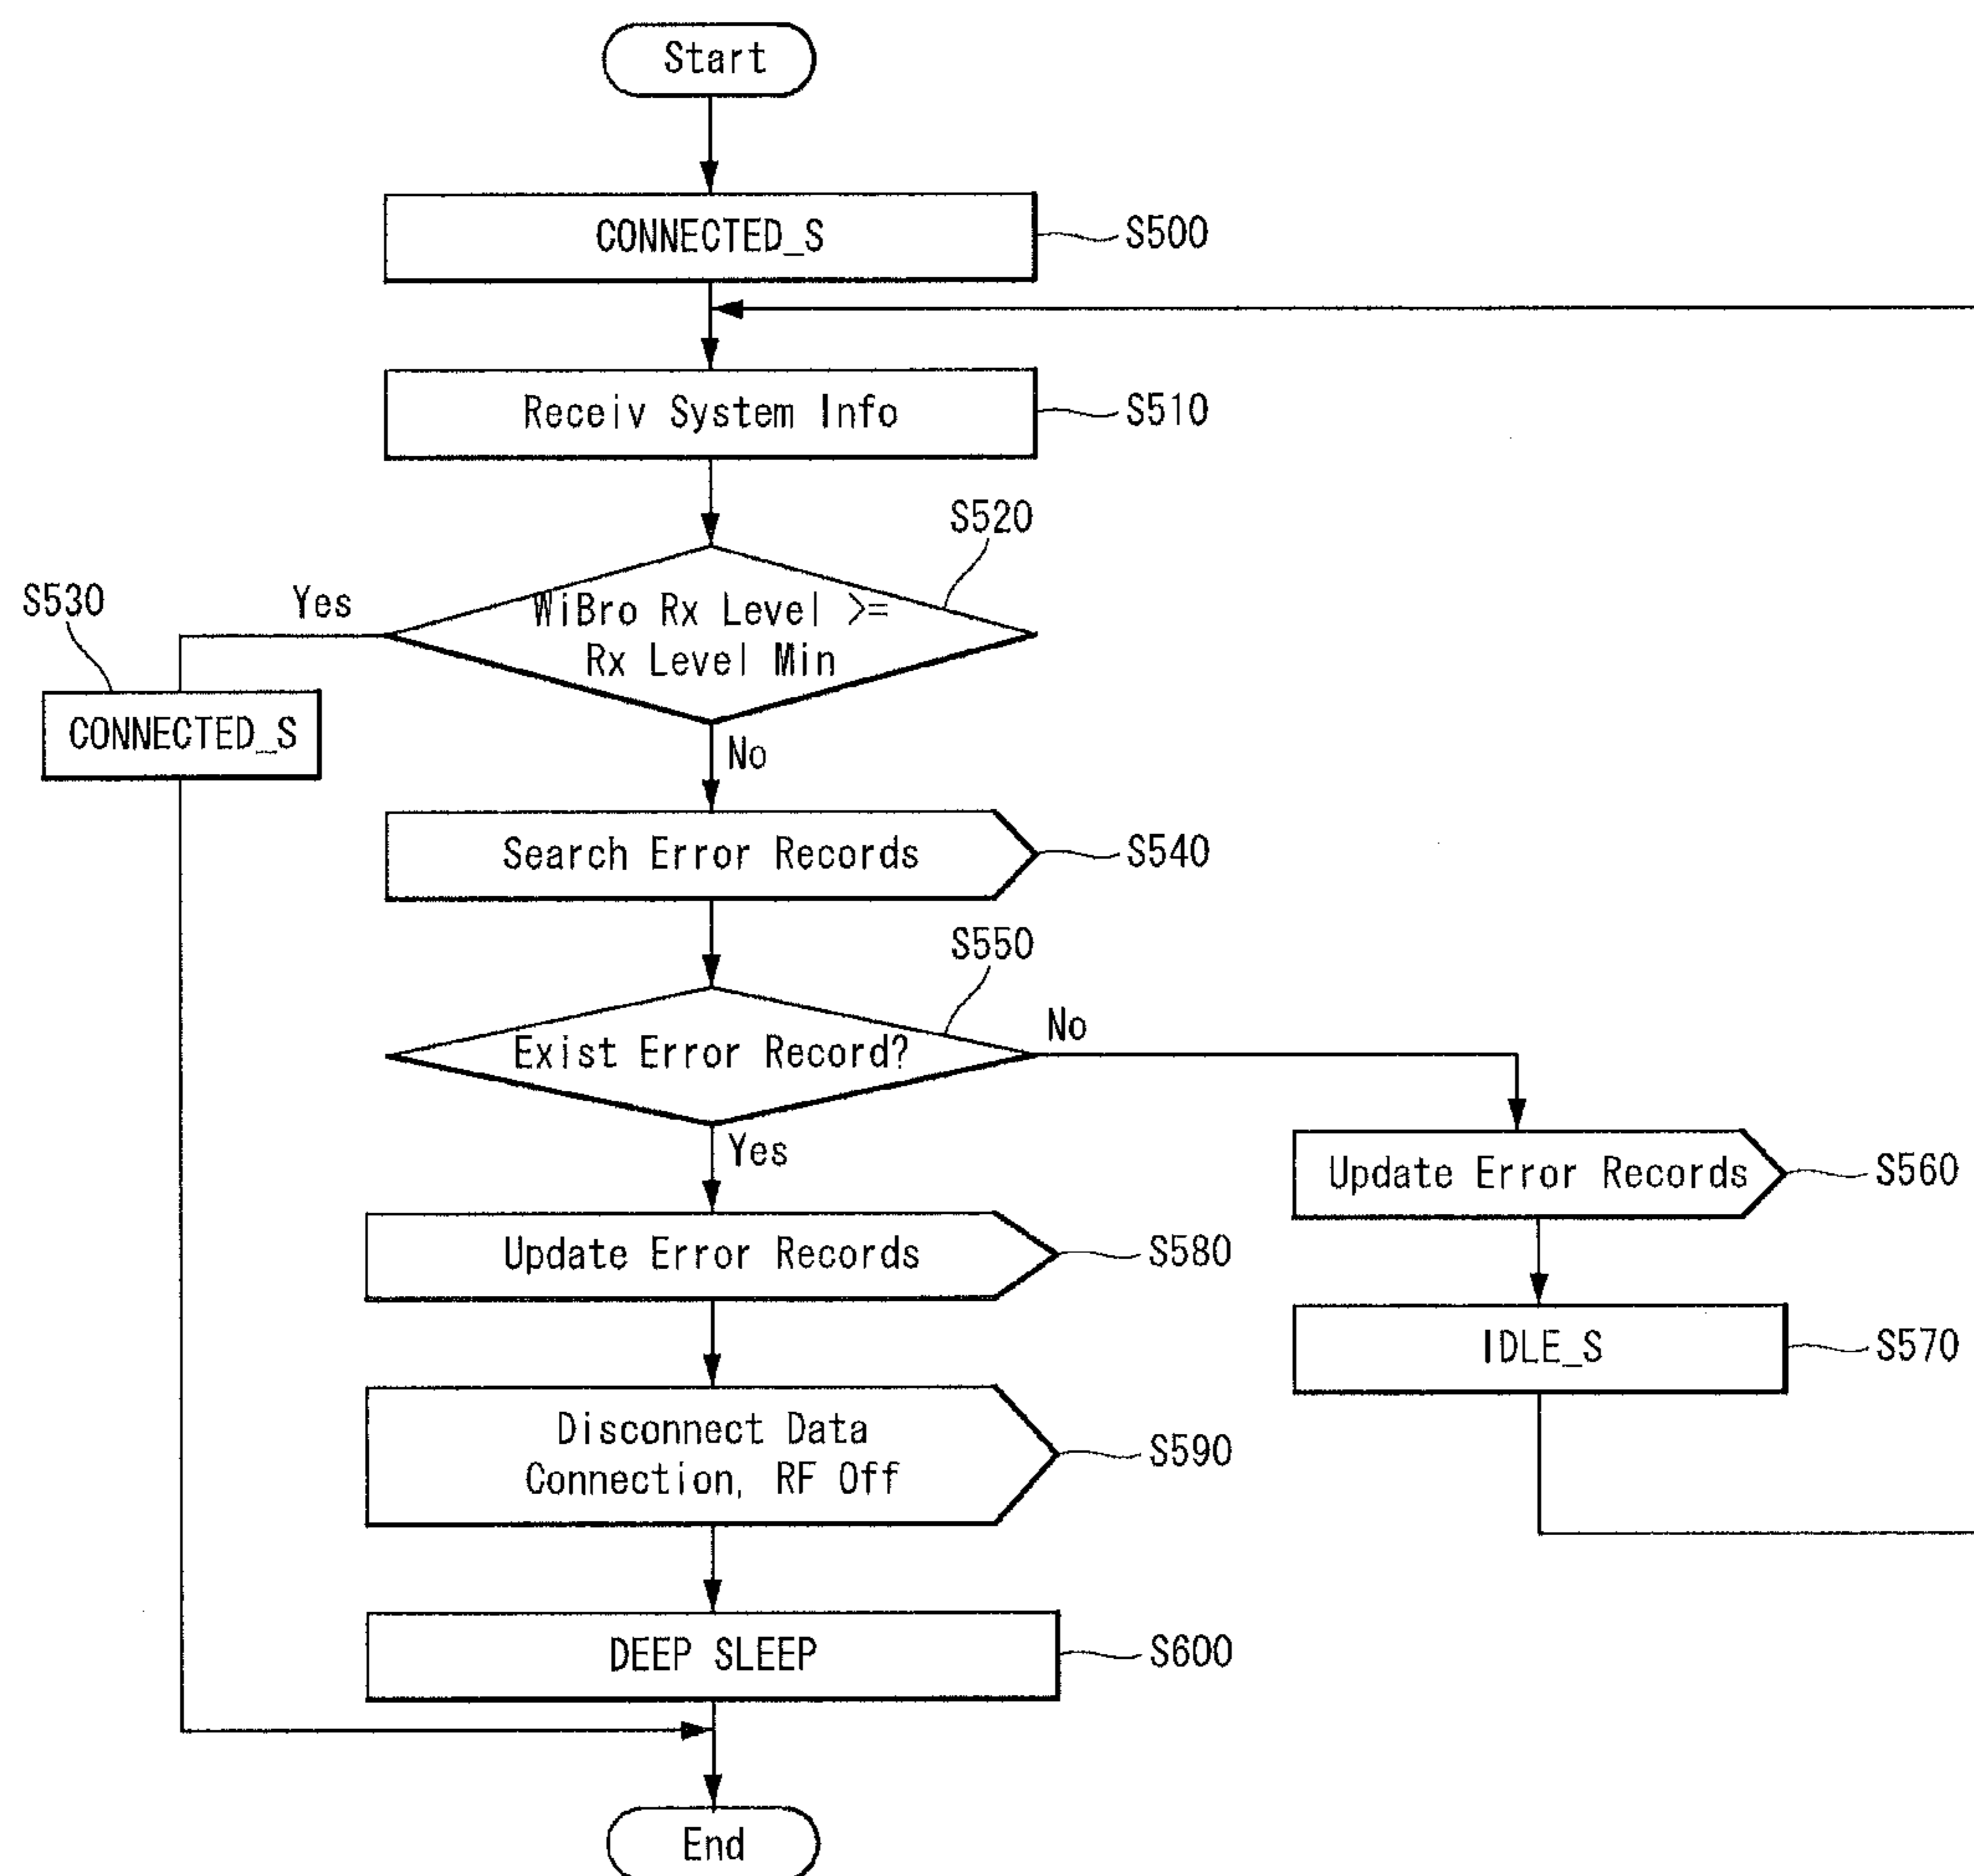 Start
CONNECTED_S
S500
Receiv System Info
S510
S520
WiBro Rx Level >=
Rx Level Min
Yes
S530
CONNECTED_S
No
Search Error Records
S540
S550
Exist Error Record?
No
Yes
Update Error Records
S560
Update Error Records
S580
IDLE_S
S570
Disconnect Data
Connection, RF Off
S590
DEEP SLEEP
S600
End